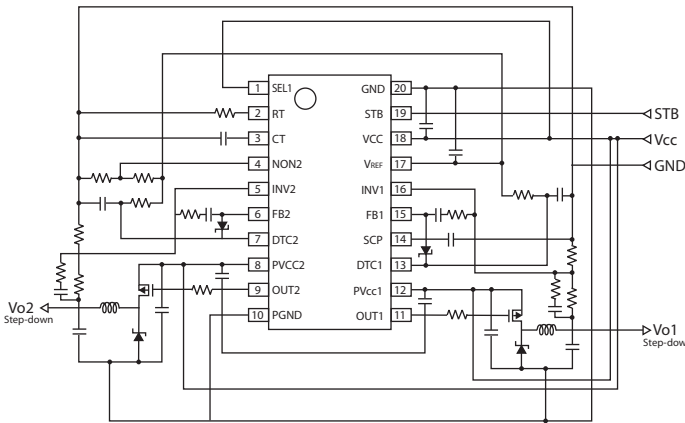 1 SEL1 GND 20
2 RT STB 19
3 CT VCC 18
4 NON2 VREF 17
5 INV2 INV1 16
6 FB2 FB1 15
7 DTC2 SCP 14
DTC1 13
8 PVCC2 PVcc1 12
9 OUT2 OUT1 11
10 PGND
STB
Vcc
GND
Vo2
Step-down
Vo1
Step-down